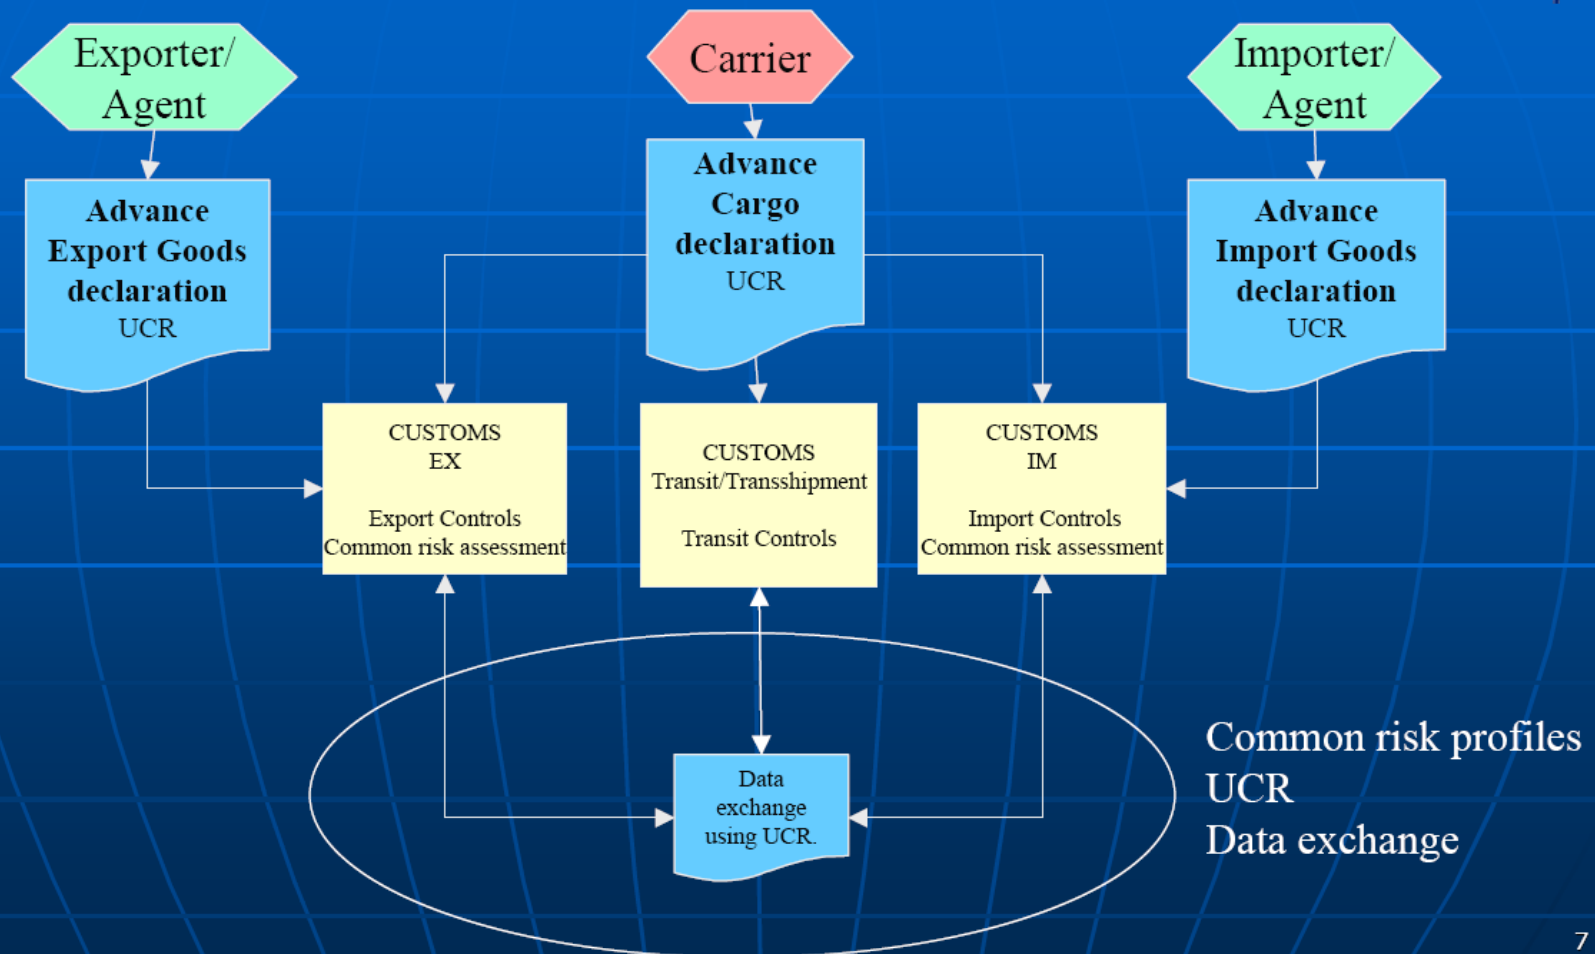 Exporter/
Agent
Carrier
Importer/
Agent
Advance
Export Goods
declaration
UCR
Advance
Cargo
declaration
UCR
Advance
Import Goods
declaration
UCR
CUSTOMS
EX
Export Controls
Common risk assessment
CUSTOMS
Transit/Transshipment
Transit Controls
CUSTOMS
IM
Import Controls
Common risk assessment
Data
exchange
using UCR.
Common risk profiles
UCR
Data exchange
7